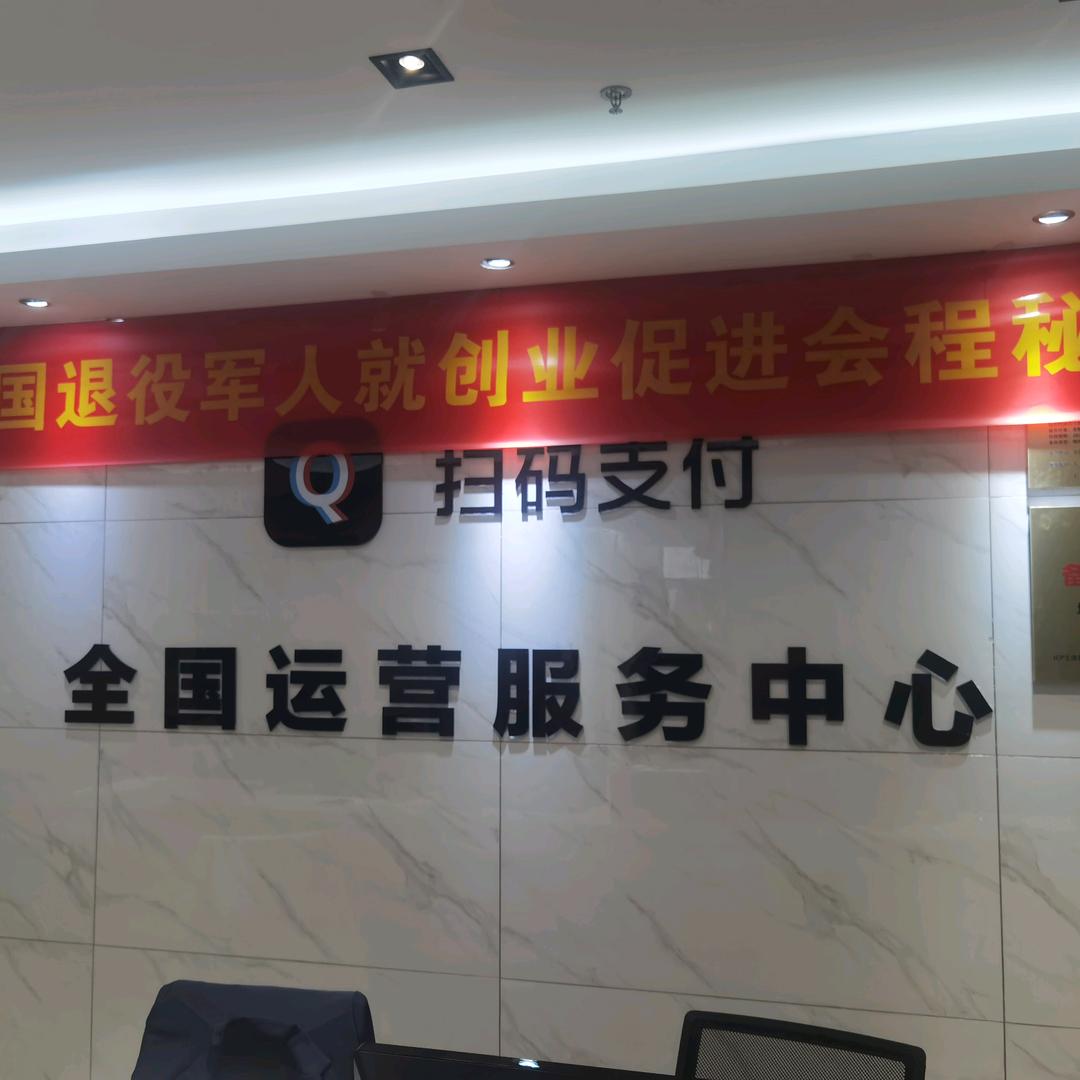 国退役军人就创业促进会程秘
Q 扫码支付
全国运营服务中心